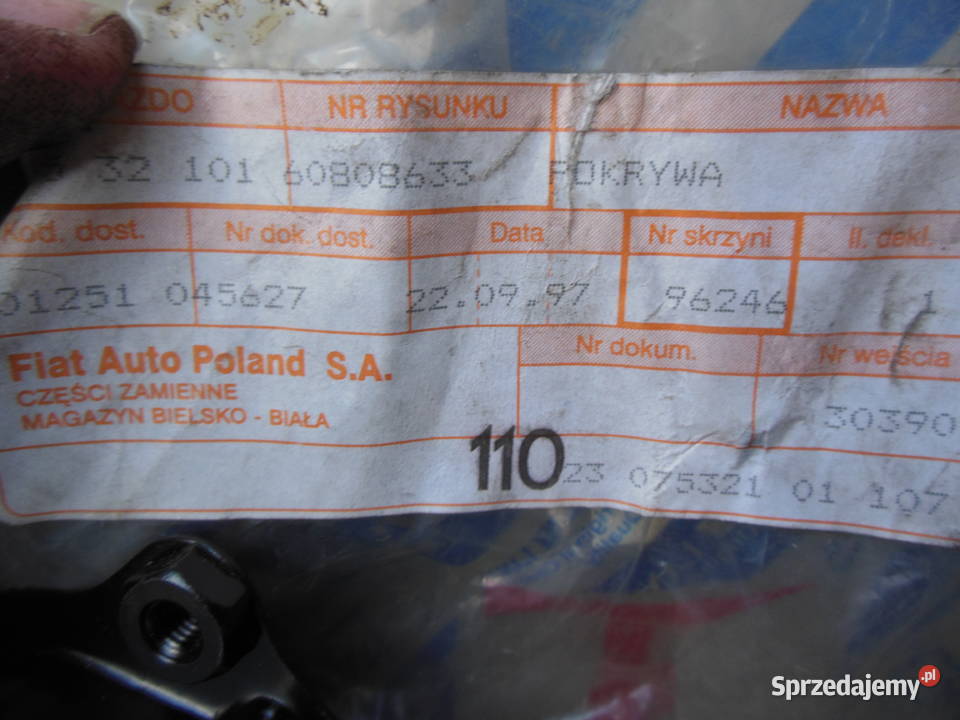 NR RYSUNKU NAZWA
32 101 60808633 POKRYWA
Kod. dost. Nr dok. dost. Data Nr skrzyni Il. dekl.
01251 045627 22.09.97 96246 1
Fiat Auto Poland S.A. Nr dokum. Nr wejścia
CZĘŚCI ZAMIENNE
MAGAZYN BIELSKO - BIAŁA 30390
110 23 075321 01 107
Sprzedajemy.pl